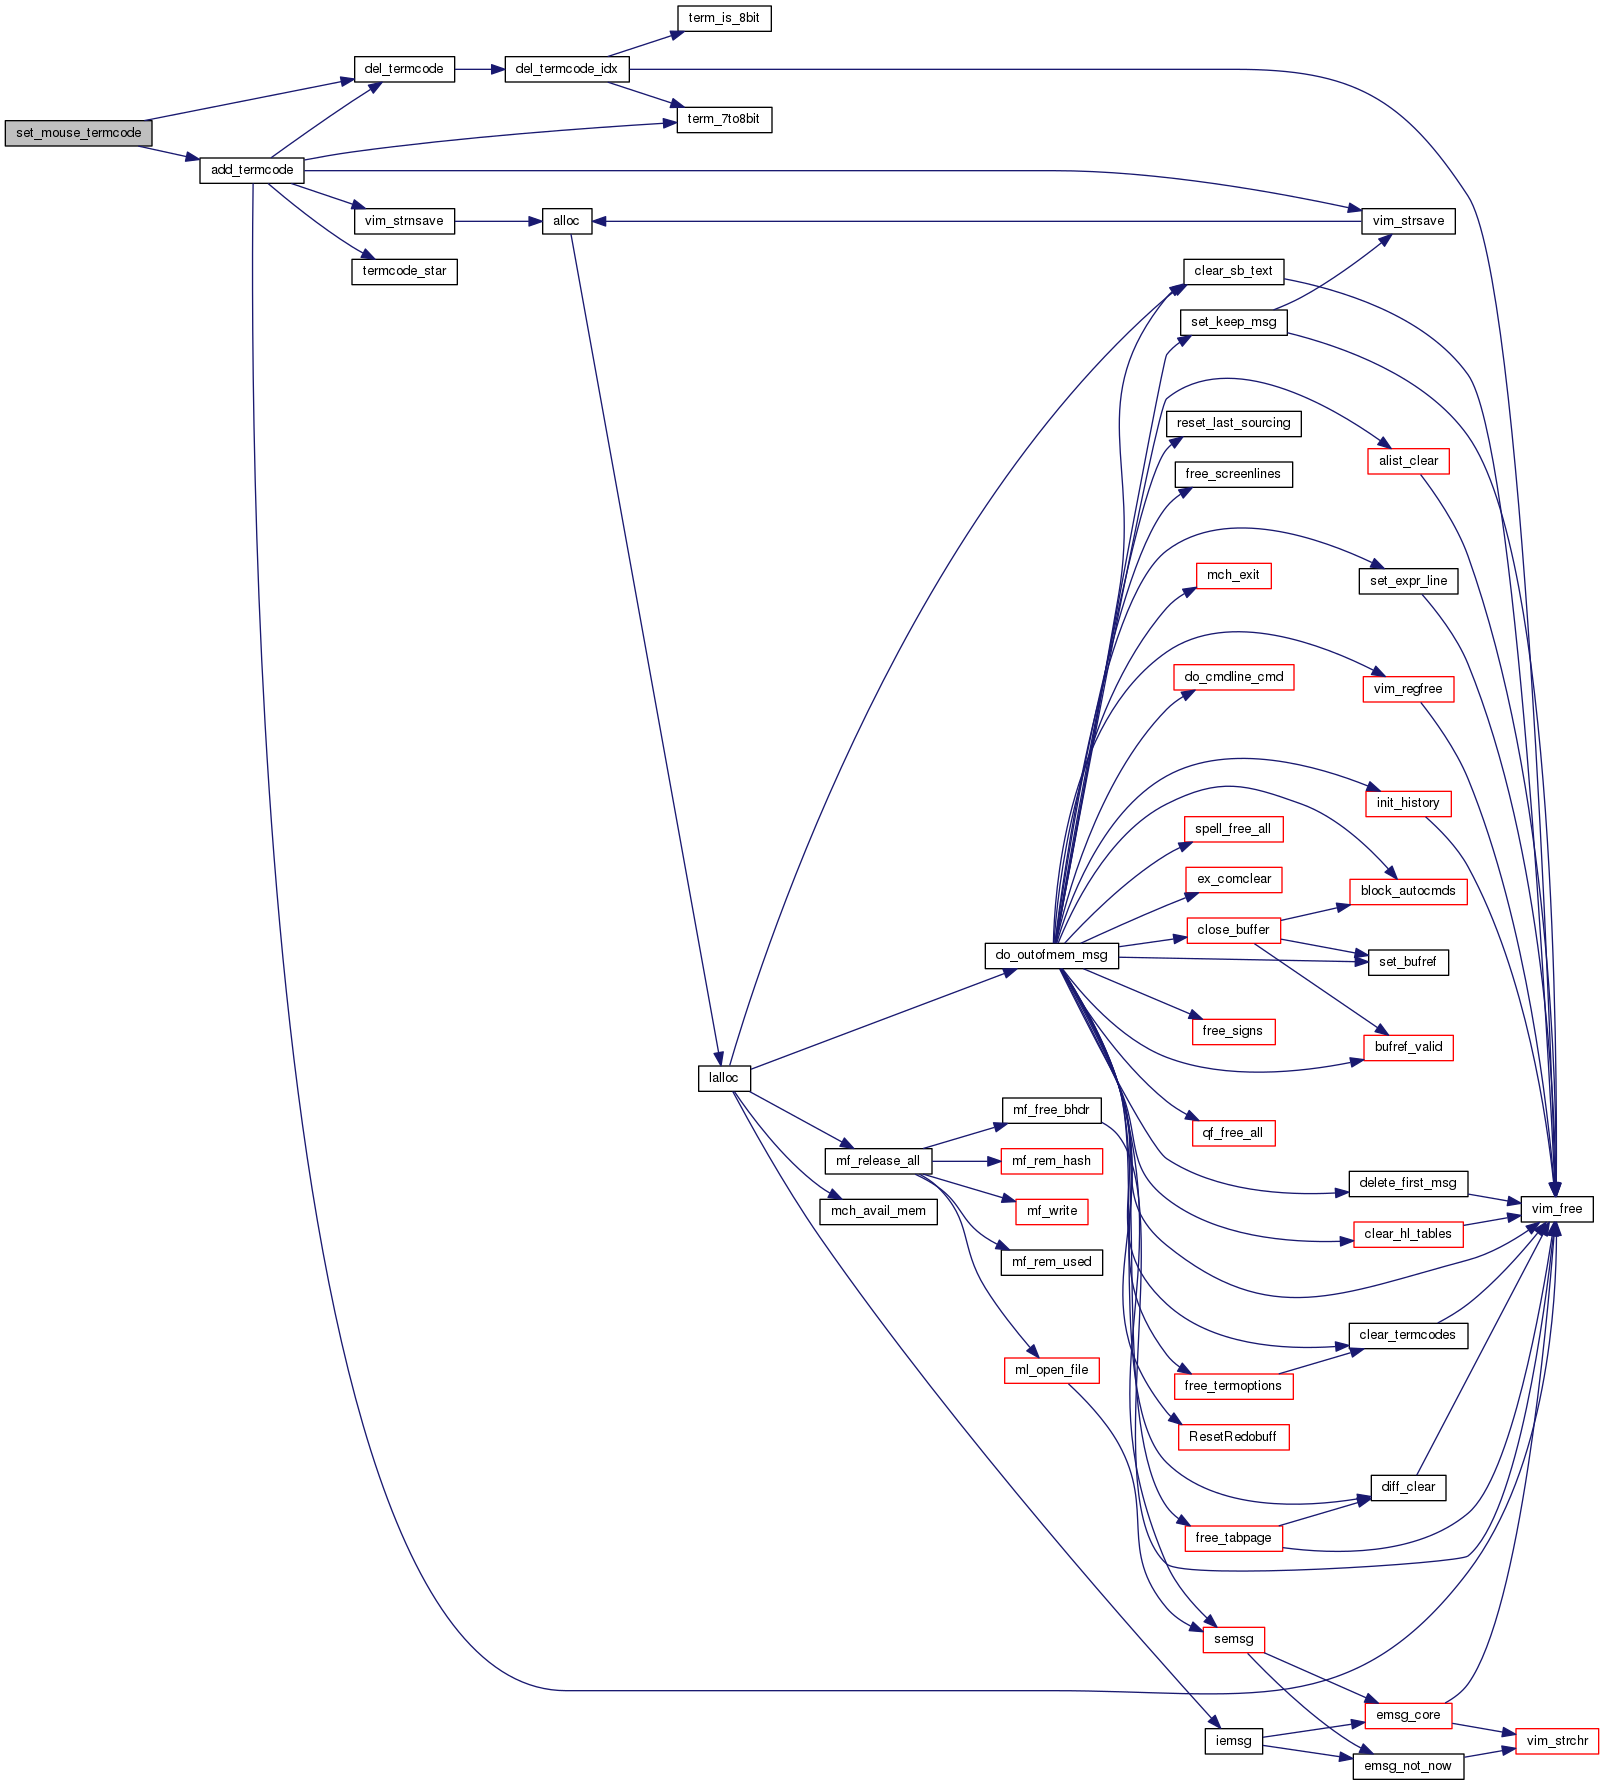 term_is_8bit
del_termcode
del_termcode_idx
term_7to8bit
set_mouse_termcode
add_termcode
vim_strnsave
alloc
vim_strsave
termcode_star
clear_sb_text
set_keep_msg
reset_last_sourcing
alist_clear
free_screenlines
mch_exit
set_expr_line
do_cmdline_cmd
vim_regfree
init_history
spell_free_all
ex_comclear
block_autocmds
close_buffer
do_outofmem_msg
set_bufref
free_signs
bufref_valid
lalloc
mf_free_bhdr
qf_free_all
mf_release_all
mf_rem_hash
delete_first_msg
mch_avail_mem
mf_write
vim_free
clear_hl_tables
mf_rem_used
clear_termcodes
ml_open_file
free_termoptions
ResetRedobuff
diff_clear
free_tabpage
semsg
emsg_core
iemsg
vim_strchr
emsg_not_now